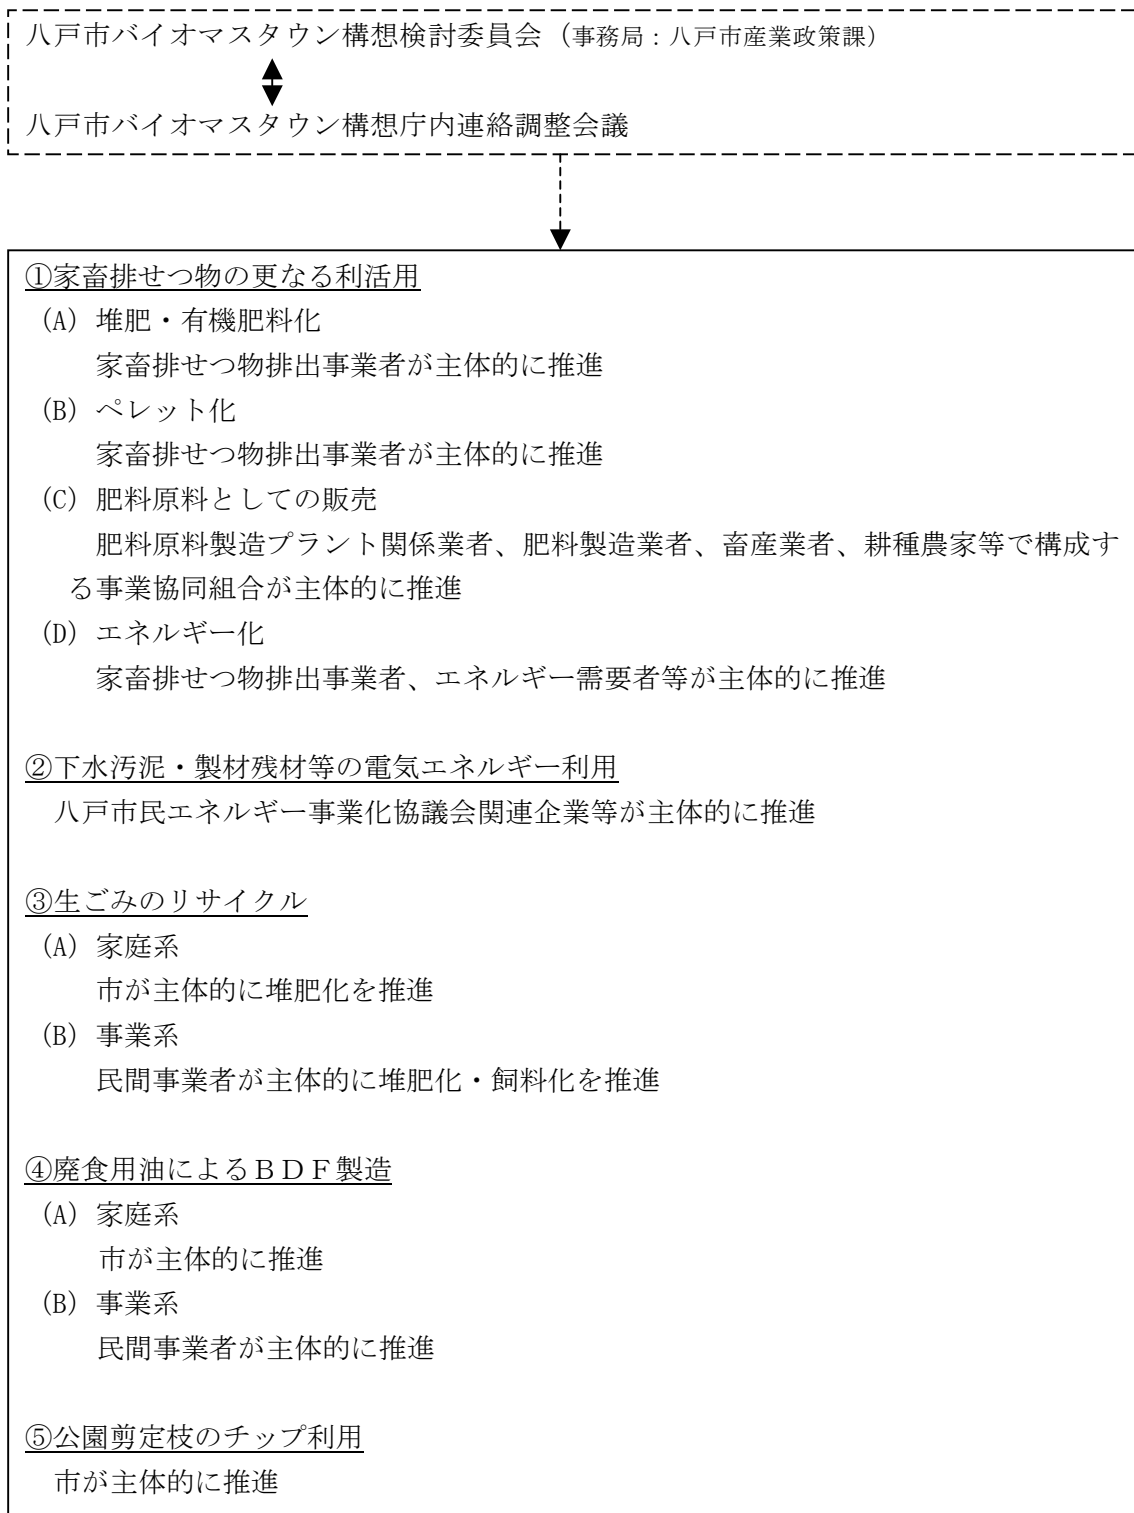 八戸市バイオマスタウン構想検討委員会（事務局：八戸市産業政策課）
八戸市バイオマスタウン構想庁内連絡調整会議
①家畜排せつ物の更なる利活用
(A) 堆肥・有機肥料化
家畜排せつ物排出事業者が主体的に推進
(B) ペレット化
家畜排せつ物排出事業者が主体的に推進
(C) 肥料原料としての販売
肥料原料製造プラント関係業者、肥料製造業者、畜産業者、耕種農家等で構成す
る事業協同組合が主体的に推進
(D) エネルギー化
家畜排せつ物排出事業者、エネルギー需要者等が主体的に推進
②下水汚泥・製材残材等の電気エネルギー利用
八戸市民エネルギー事業化協議会関連企業等が主体的に推進
③生ごみのリサイクル
(A) 家庭系
市が主体的に堆肥化を推進
(B) 事業系
民間事業者が主体的に堆肥化・飼料化を推進
④廃食用油によるＢＤＦ製造
(A) 家庭系
市が主体的に推進
(B) 事業系
民間事業者が主体的に推進
⑤公園剪定枝のチップ利用
市が主体的に推進